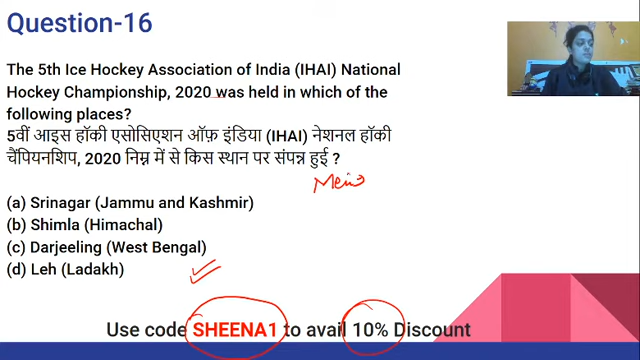 Question-16
The 5th Ice Hockey Association of India (IHAI) National
Hockey Championship, 2020 was held in which of the
following places?
5वीं आइस हॉकी एसोसिएशन ऑफ़ इंडिया (IHAI) नेशनल हॉकी
चैंपियनशिप, 2020 निम्न में से किस स्थान पर संपन्न हुई ?
(a) Srinagar (Jammu and Kashmir)
(b) Shimla (Himachal)
(c) Darjeeling (West Bengal)
(d) Leh (Ladakh)
Use code SHEENA1 to avail 10% Discount